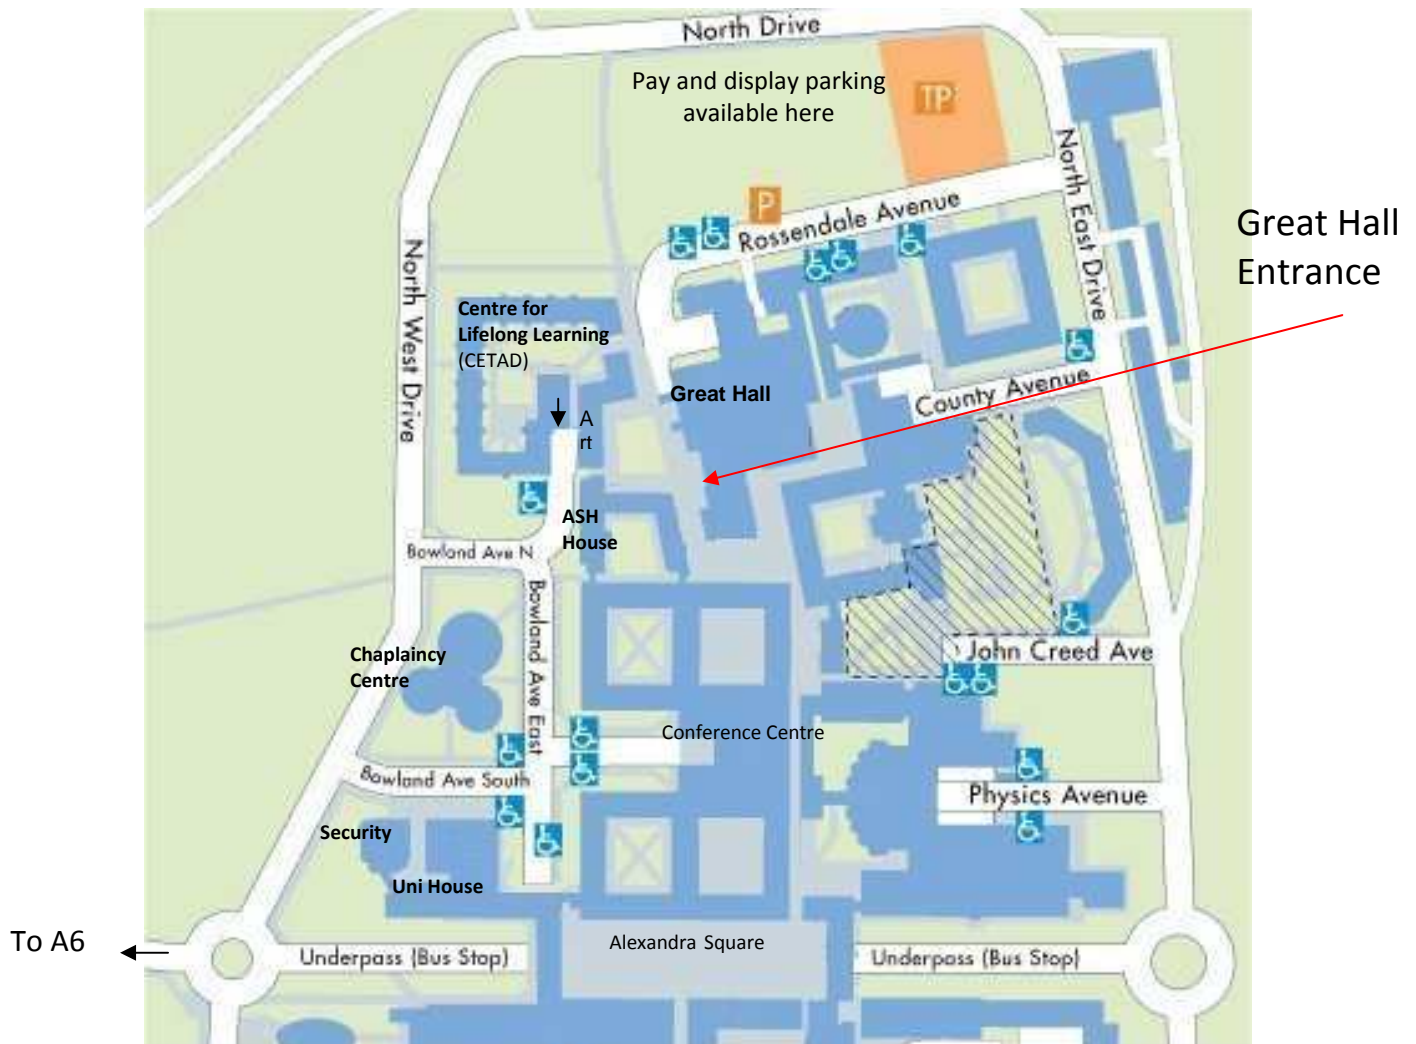 North Drive
Pay and display parking
available here
TP
P
Rossendale Avenue
North East Drive
Great Hall
Entrance
North West Drive
Centre for
Lifelong Learning
(CETAD)
Great Hall
County Avenue
A
rt
ASH
House
Bowland Ave N
Bowland Ave East
John Creed Ave
Chaplaincy
Centre
Conference Centre
Bowland Ave South
Physics Avenue
Security
Uni House
To A6
Alexandra Square
Underpass (Bus Stop)
Underpass (Bus Stop)